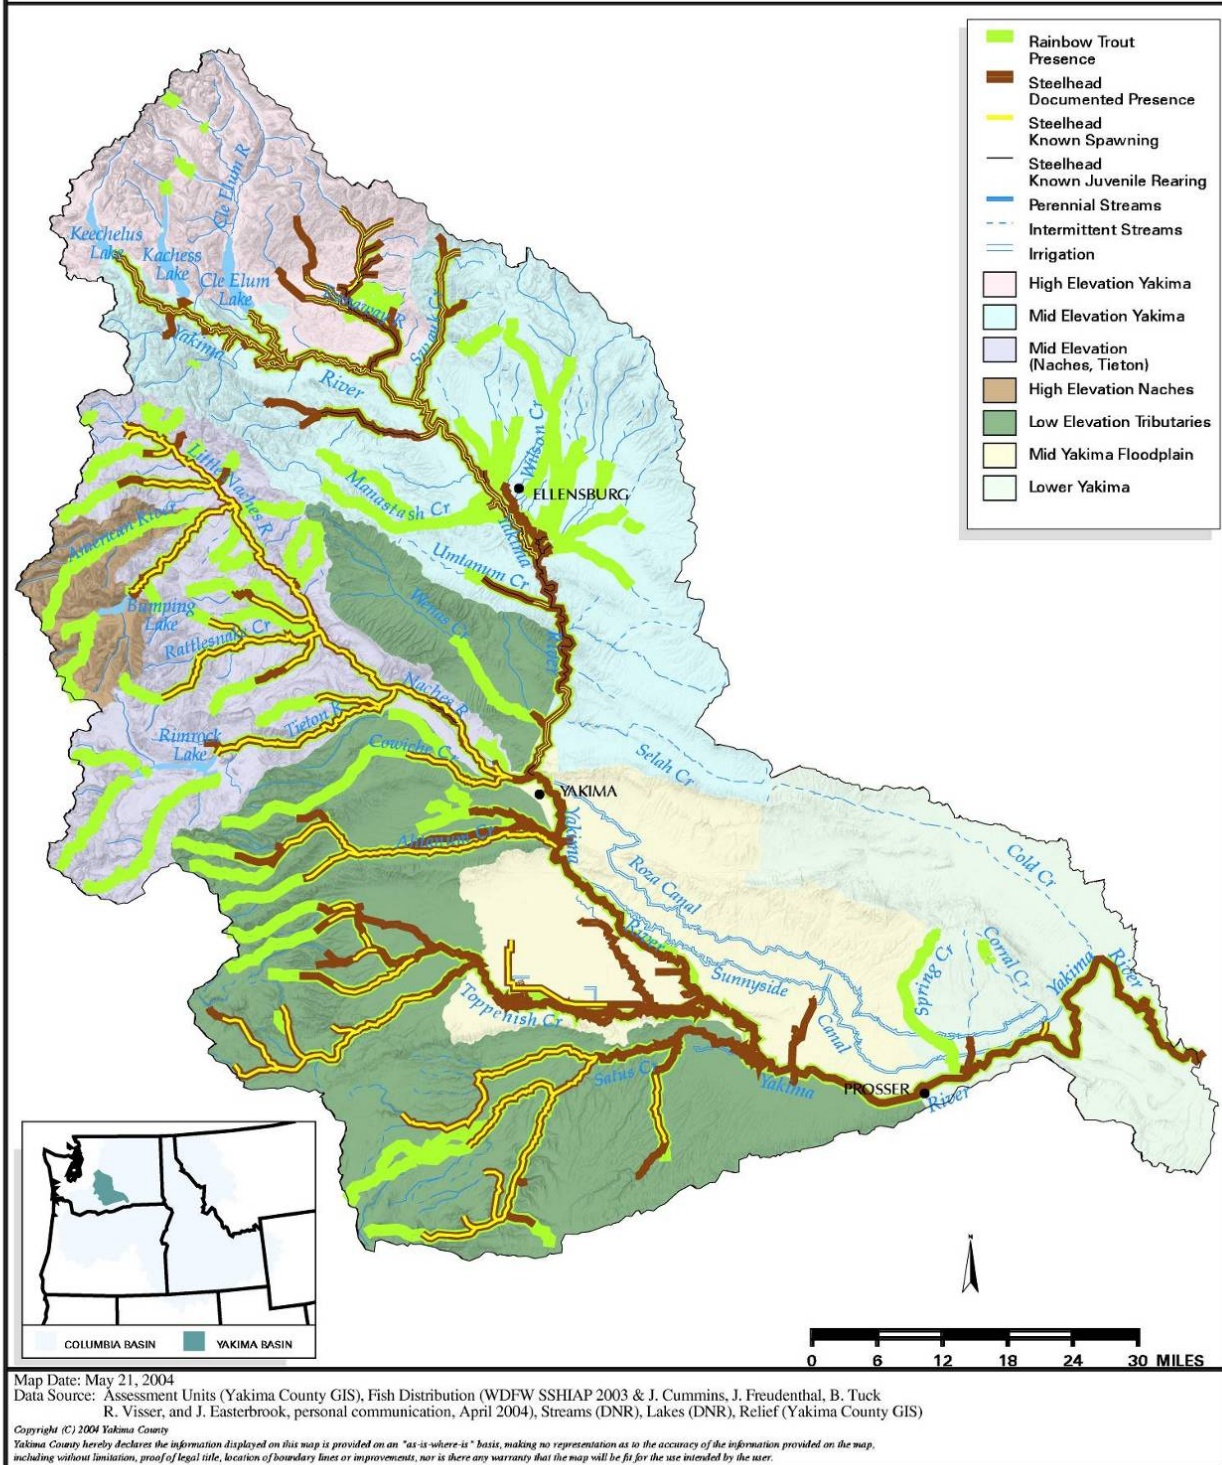 Rainbow Trout
Presence
Steelhead
Documented Presence
Steelhead
Known Spawning
Steelhead
Known Juvenile Rearing
Perennial Streams
Intermittent Streams
Irrigation
High Elevation Yakima
Mid Elevation Yakima
Mid Elevation
(Naches, Tieton)
High Elevation Naches
Low Elevation Tributaries
Mid Yakima Floodplain
Lower Yakima
Cle Elum R
Keechelus
Lake
Kachess
Lake
Cle Elum
Lake
Swauk Cr
Yakima
River
Wilson Cr
ELLENSBURG
Little Naches R
Manastash Cr
American River
Yakima
Umtanum Cr
Bumping
Lake
Wenas Cr
Rattlesnake Cr
River
Naches R
Tieton R
Rimrock
Lake
Cowiche Cr
Selah Cr
YAKIMA
Yakima
Ahtanum Cr
Roza Canal
Cold Cr
River
Sunnyside
Canal
Spring Cr
Corral Cr
Yakima
River
Toppenish Cr
Satus Cr
Yakima
PROSSER
River
COLUMBIA BASIN
YAKIMA BASIN
N
0 6 12 18 24 30 MILES
Map Date: May 21, 2004
Data Source: Assessment Units (Yakima County GIS), Fish Distribution (WDFW SSHIAP 2003 & J. Cummins, J. Freudenthal, B. Tuck
R. Visser, and J. Easterbrook, personal communication, April 2004), Streams (DNR), Lakes (DNR), Relief (Yakima County GIS)
Copyright (C) 2004 Yakima County
Yakima County hereby declares the information displayed on this map is provided on an "as-is-where-is" basis, making no representation as to the accuracy of the information provided on the map,
including without limitation, proof of legal title, location of boundary lines or improvements, nor is there any warranty that the map will be fit for the use intended by the user.